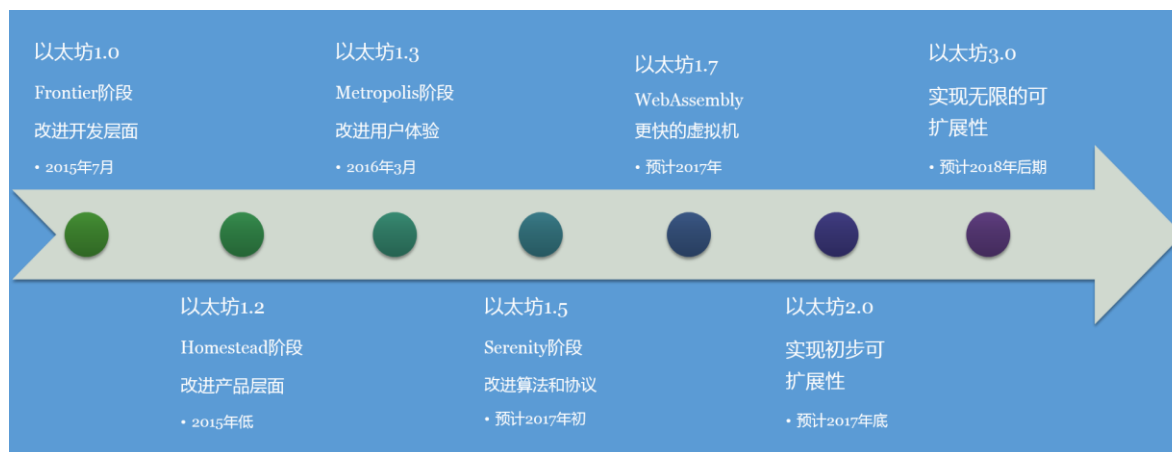 以太坊1.0
Frontier阶段
改进开发层面
• 2015年7月
以太坊1.2
Homestead阶段
改进产品层面
• 2015年低
以太坊1.3
Metropolis阶段
改进用户体验
• 2016年3月
以太坊1.5
Serenity阶段
改进算法和协议
• 预计2017年初
以太坊1.7
WebAssembly
更快的虚拟机
• 预计2017年
以太坊2.0
实现初步可
扩展性
• 预计2017年底
以太坊3.0
实现无限的可
扩展性
• 预计2018年后期